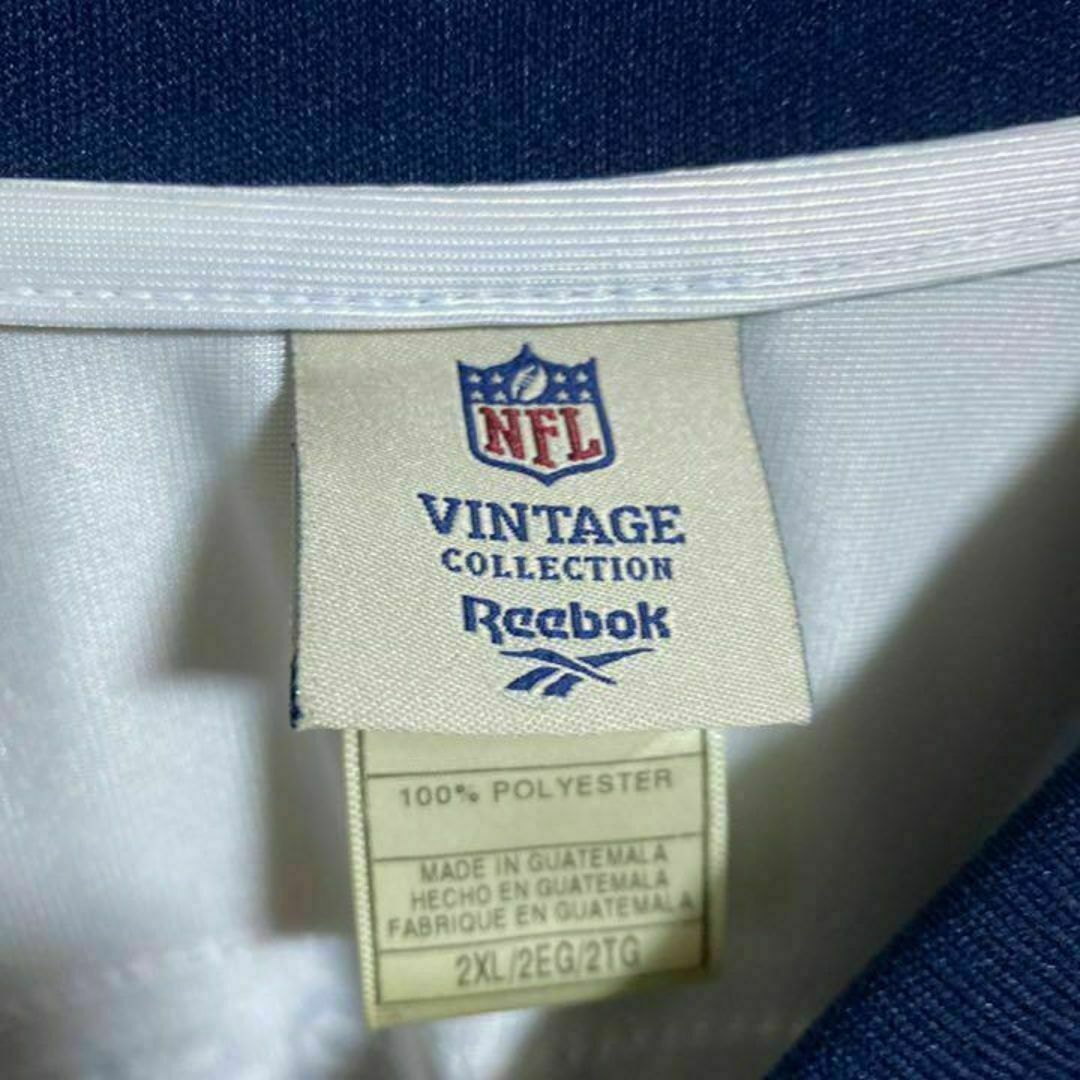 NFL
VINTAGE
COLLECTION
Reebok
100% POLYESTER
MADE IN GUATEMALA
HECHO EN GUATEMALA
FABRIQUE EN GUATEMALA
2XL/2EG/2TG